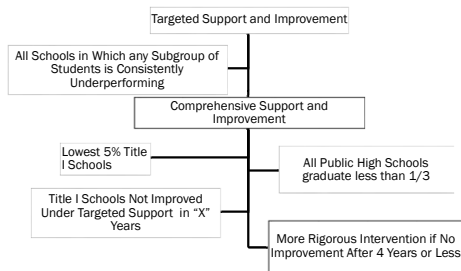 Targeted Support and Improvement
All Schools in Which any Subgroup of
Students is Consistently
Underperforming
Comprehensive Support and
Improvement
Lowest 5% Title
I Schools
All Public High Schools
graduate less than 1/3
Title I Schools Not Improved
Under Targeted Support in "X"
Years
More Rigorous Intervention if No
Improvement After 4 Years or Less